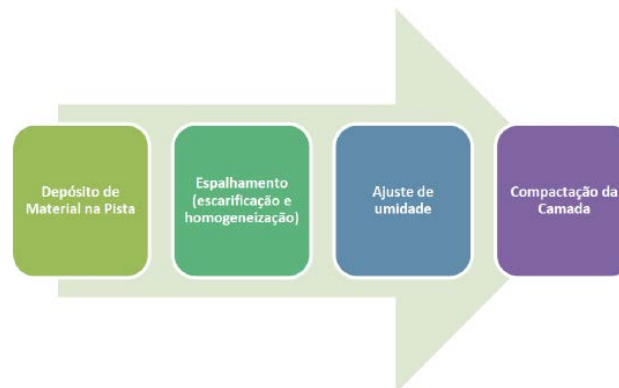 Depósito de
Material na Pista
Espalhamento
(escarificação e
homogeneização)
Ajuste de
umidade
Compactação da
Camada